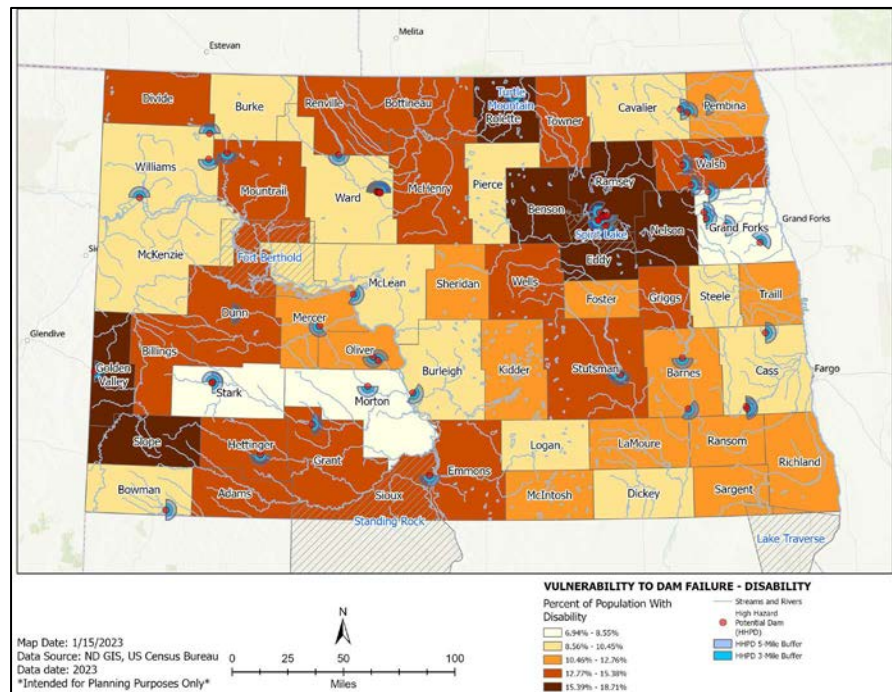 Estevan
Melita
Divide
Burke
Renville
Bottineau
Turtle
Mountain
Rolette
Towner
Cavalier
Pembina
Williams
Mountrail
Ward
McHenry
Pierce
Ramsey
Walsh
Benson
Spirit Lake
Nelson
Grand Forks
Grand Forks
McKenzie
Fort Berthold
Eddy
McLean
Sheridan
Wells
Foster
Griggs
Steele
Traill
Dunn
Mercer
Glendive
Golden
Valley
Billings
Oliver
Burleigh
Kidder
Stutsman
Barnes
Cass
Fargo
Stark
Morton
Slope
Hettinger
Grant
Emmons
Logan
LaMoure
Ransom
Richland
Bowman
Adams
Sioux
McIntosh
Dickey
Sargent
Standing Rock
Lake Traverse
VULNERABILITY TO DAM FAILURE - DISABILITY
Percent of Population With
Disability
6.94% - 8.55%
8.56% - 10.45%
10.46% - 12.76%
12.77% - 15.38%
15.39% - 18.71%
Streams and Rivers
High Hazard
Potential Dam
(HHPD)
HHPD 5-Mile Buffer
HHPD 3-Mile Buffer
N
0 50 100
Miles
Map Date: 1/15/2023
Data Source: ND GIS, US Census Bureau
Data date: 2023
*Intended for Planning Purposes Only*